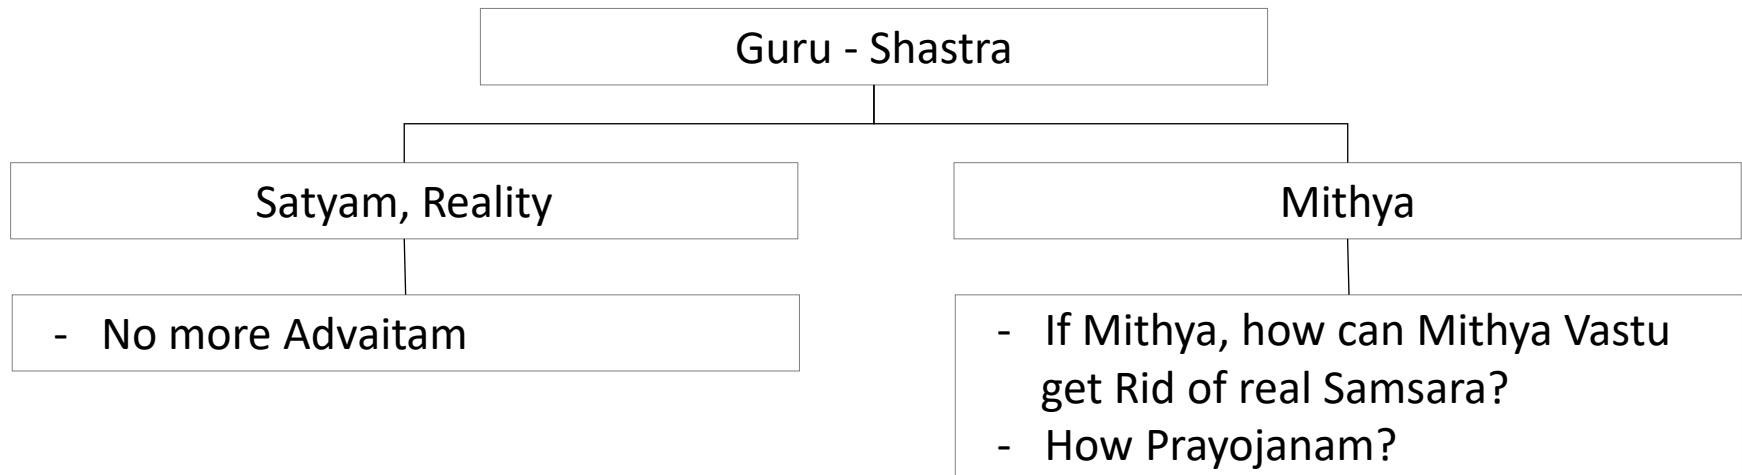 Guru - Shastra
Satyam, Reality
Mithya
- No more Advaitam
- If Mithya, how can Mithya Vastu
get Rid of real Samsara?
- How Prayojanam?